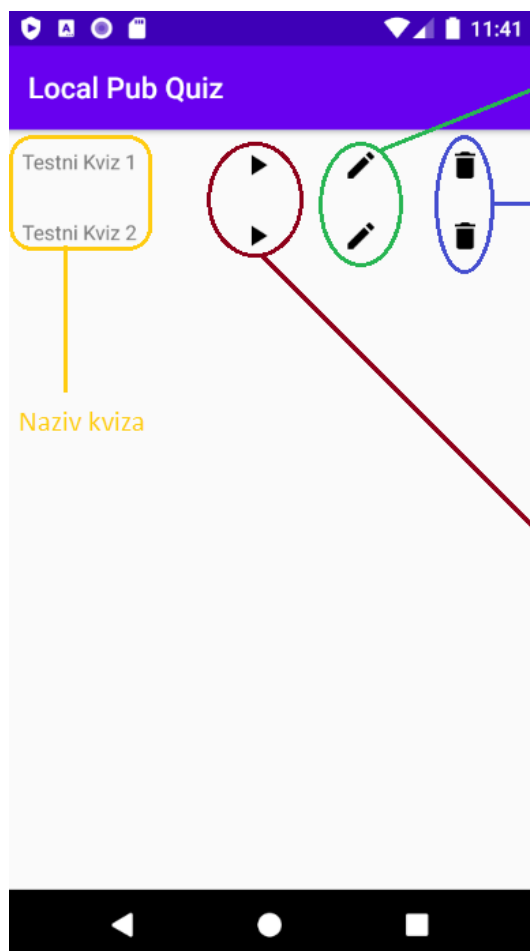 11:41
Local Pub Quiz
Testni Kviz 1
Testni Kviz 2
Naziv kviza